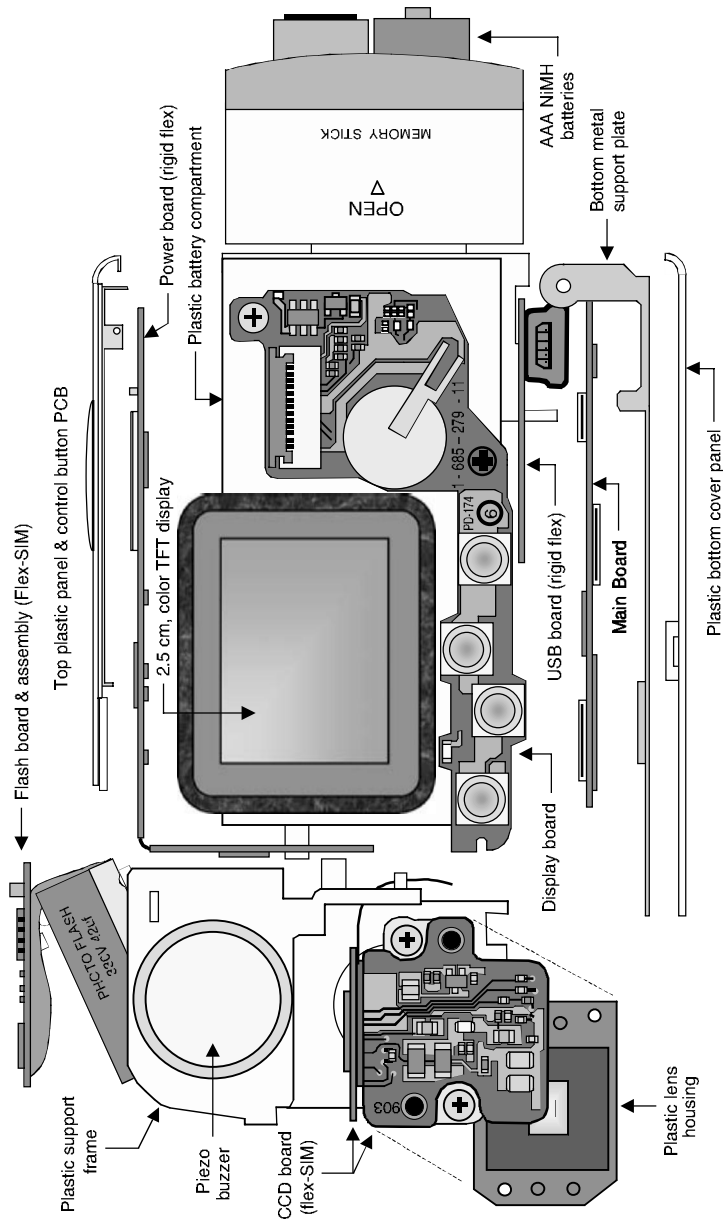 Flash board & assembly (Flex-SIM)
Top plastic panel & control button PCB
Power board (rigid flex)
Plastic battery compartment
2.5 cm, color TFT display
AAA NiMH
batteries
MEMORY STICK
OPEN
Bottom metal
support plate
1 - 685 - 279 - 11
PD-174
6
USB board (rigid flex)
Main Board
Plastic bottom cover panel
Display board
PHCTO FLASH
33CV 42uf
Plastic support
frame
Piezo
buzzer
CCD board
(flex-SIM)
903
Plastic lens
housing